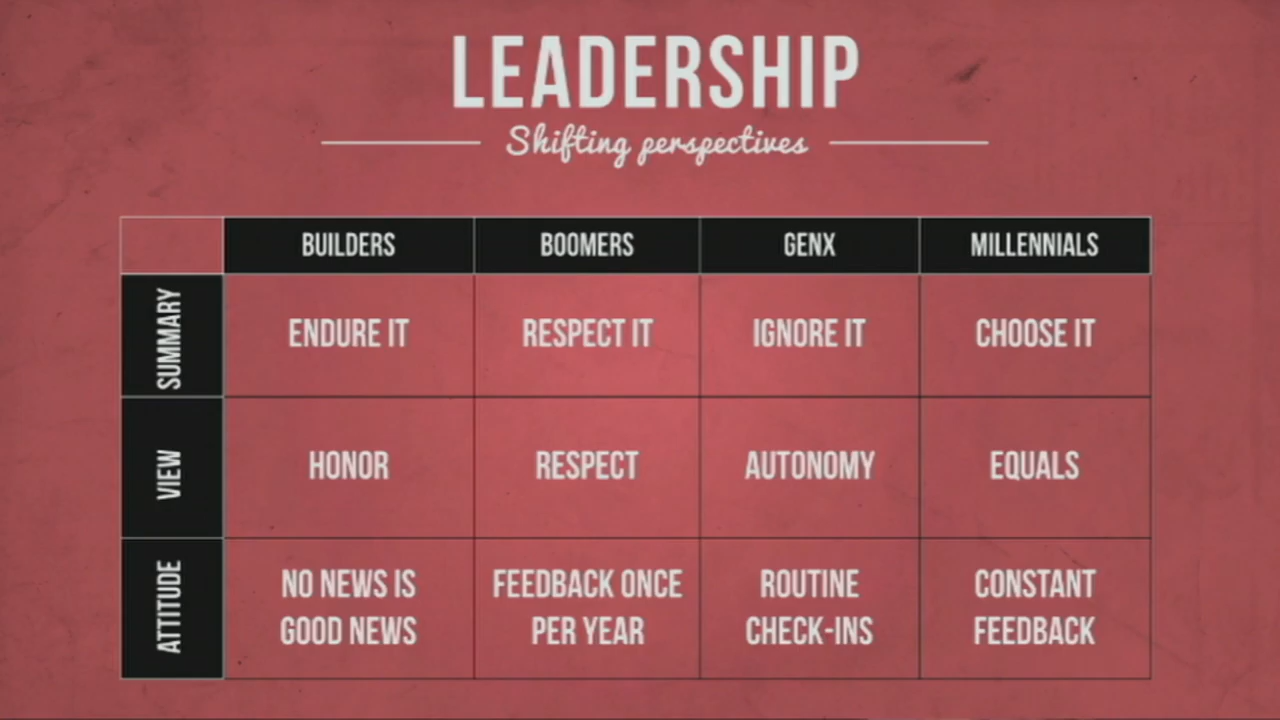 LEADERSHIP
Shifting perspectives
BUILDERS BOOMERS GENX MILLENNIALS
SUMMARY ENDURE IT RESPECT IT IGNORE IT CHOOSE IT
VIEW HONOR RESPECT AUTONOMY EQUALS
ATTITUDE NO NEWS IS FEEDBACK ONCE ROUTINE CONSTANT
GOOD NEWS PER YEAR CHECK-INS FEEDBACK